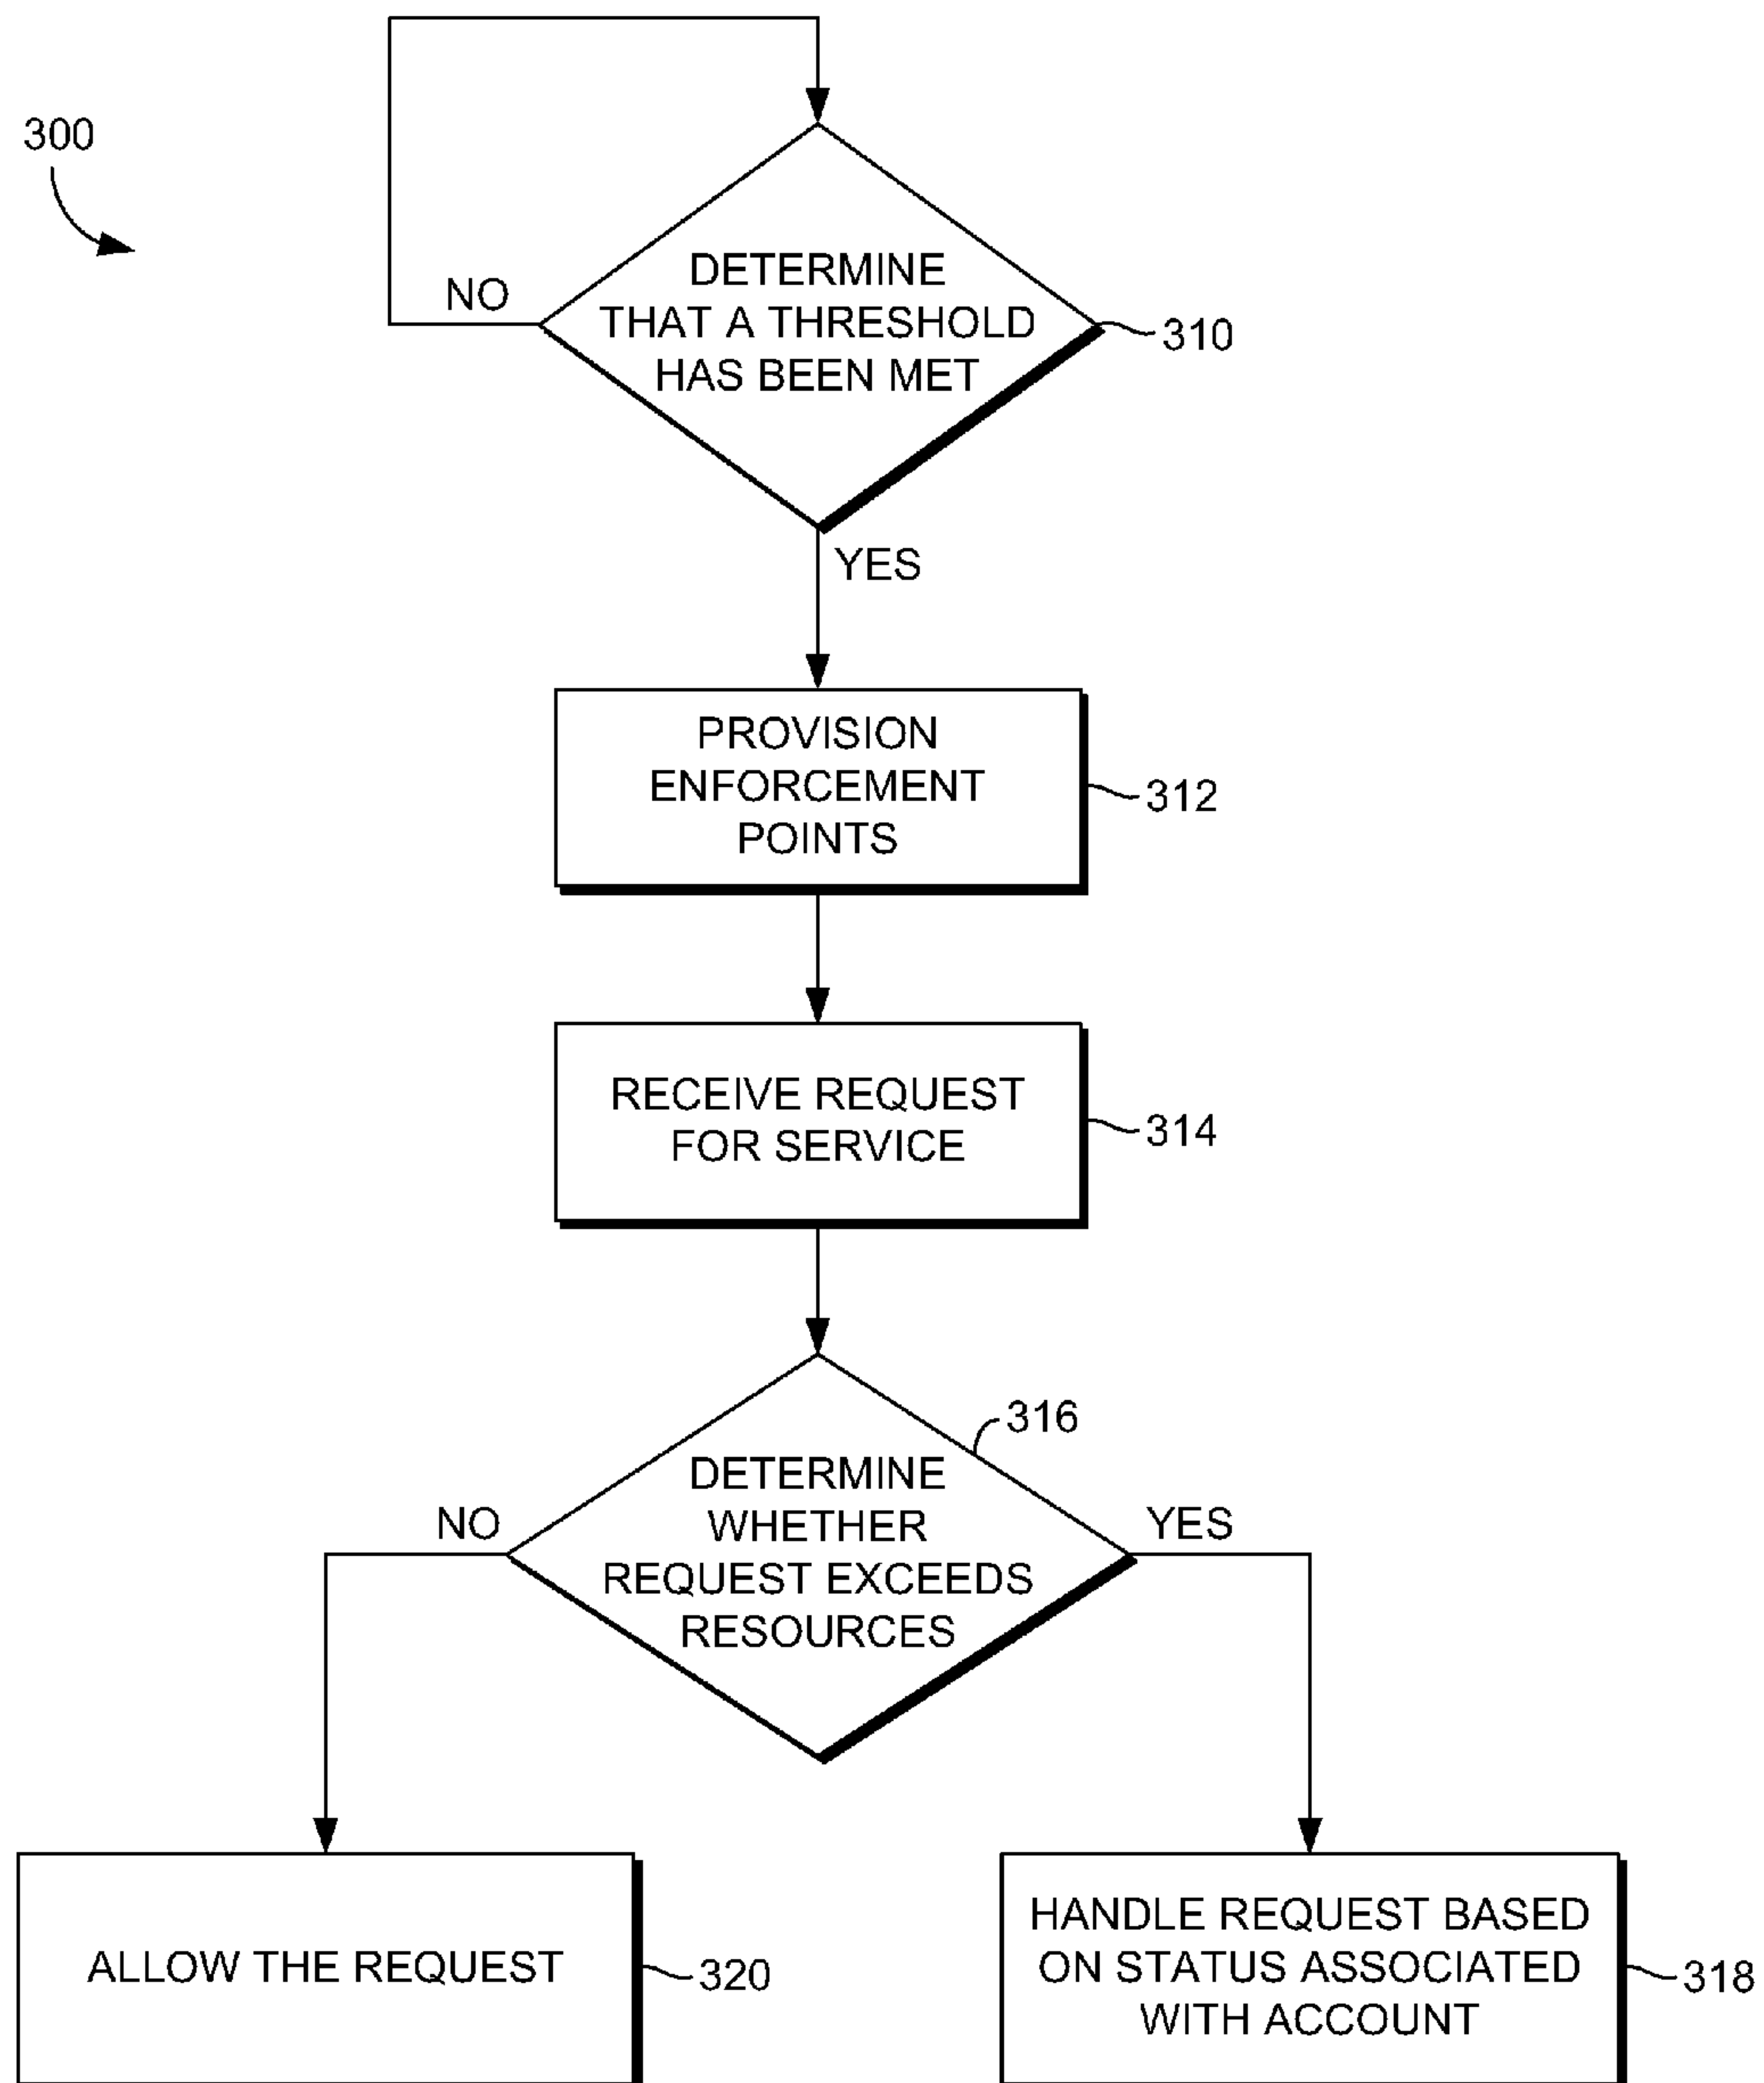 300
DETERMINE
THAT A THRESHOLD
HAS BEEN MET
NO
310
YES
PROVISION
ENFORCEMENT
POINTS
312
RECEIVE REQUEST
FOR SERVICE
314
316
DETERMINE
WHETHER
REQUEST EXCEEDS
RESOURCES
NO
YES
ALLOW THE REQUEST
320
HANDLE REQUEST BASED
ON STATUS ASSOCIATED
WITH ACCOUNT
318